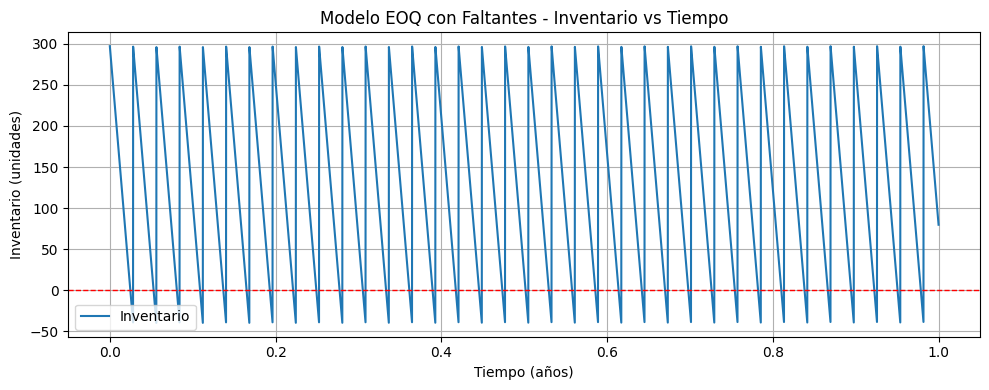 Modelo EOQ con Faltantes - Inventario vs Tiempo
Inventario (unidades)
300
250
200
150
100
50
0
−50
Inventario
0.0 0.2 0.4 0.6 0.8 1.0
Tiempo (años)